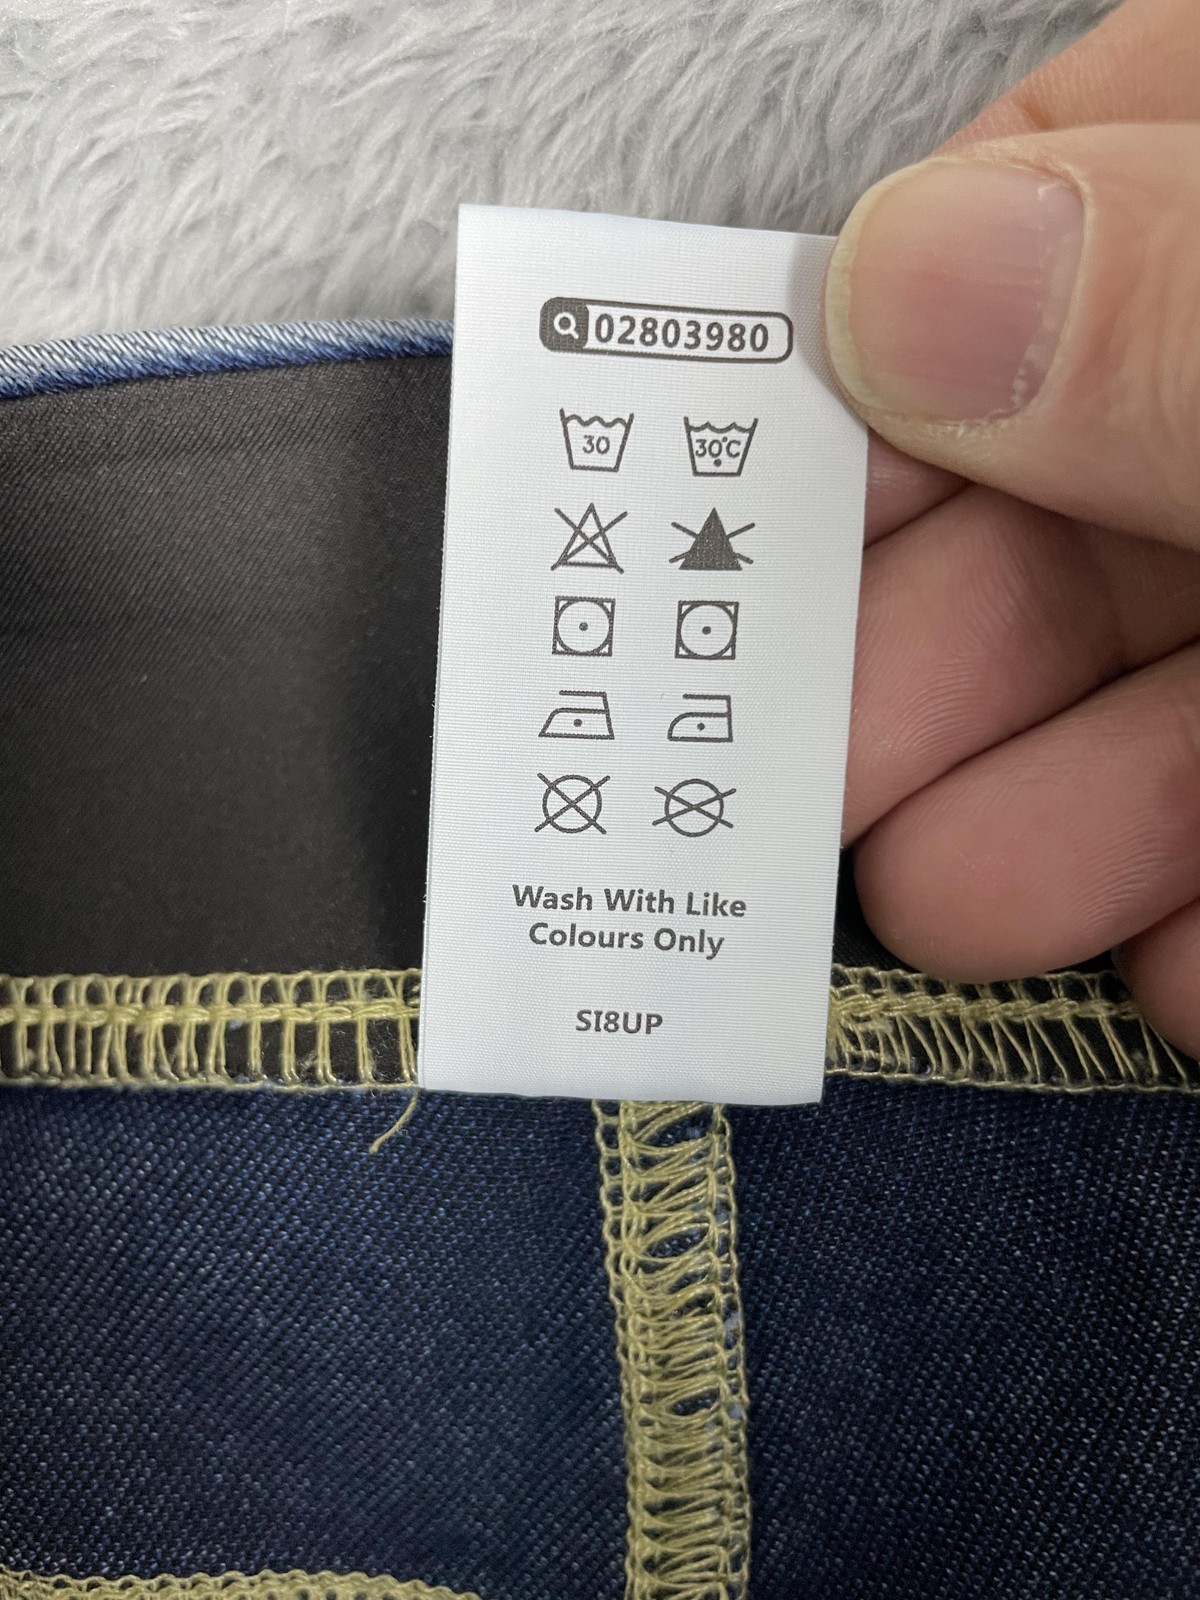 02803980
30 30°C
Wash With Like
Colours Only
SI8UP